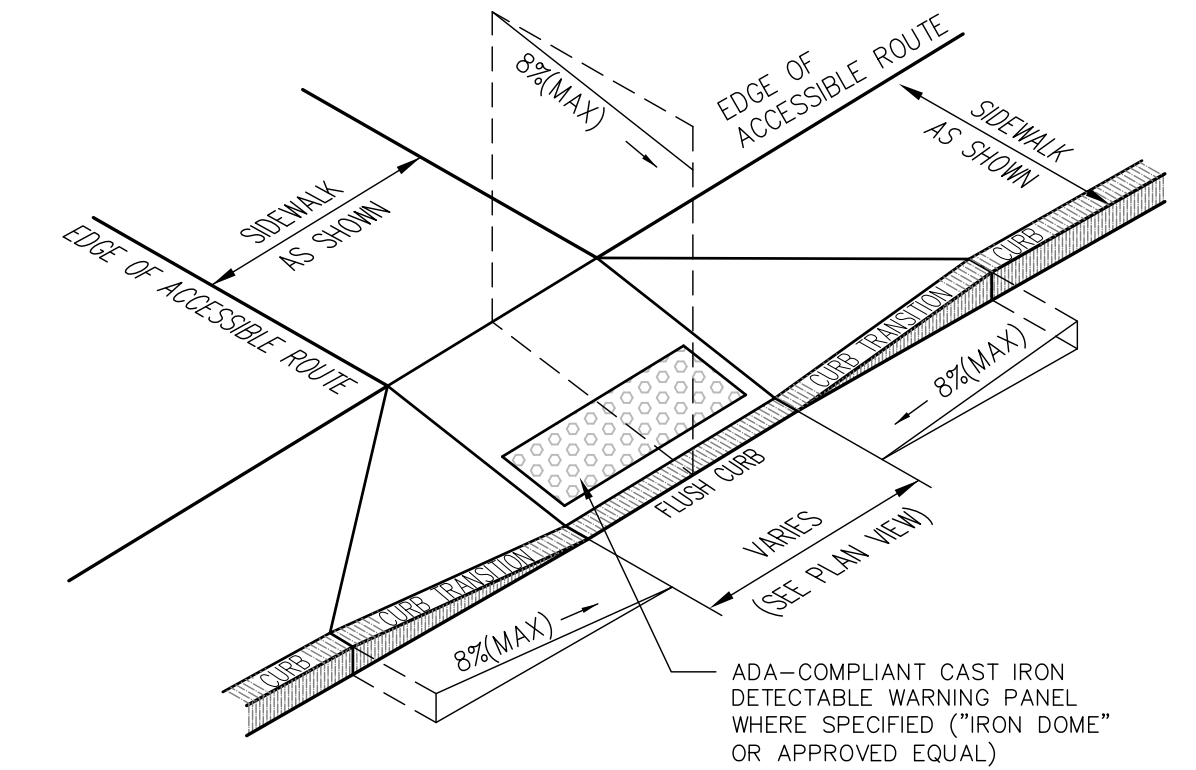 8%(MAX)
EDGE OF
ACCESSIBLE ROUTE
SIDEWALK
AS SHOWN
SIDEWALK
AS SHOWN
EDGE OF ACCESSIBLE ROUTE
CURB
CURB TRANSITION
8%(MAX)
FLUSH CURB
VARIES
(SEE PLAN VIEW)
CURB TRANSITION
CURB
8%(MAX)
ADA-COMPLIANT CAST IRON
DETECTABLE WARNING PANEL
WHERE SPECIFIED ("IRON DOME"
OR APPROVED EQUAL)